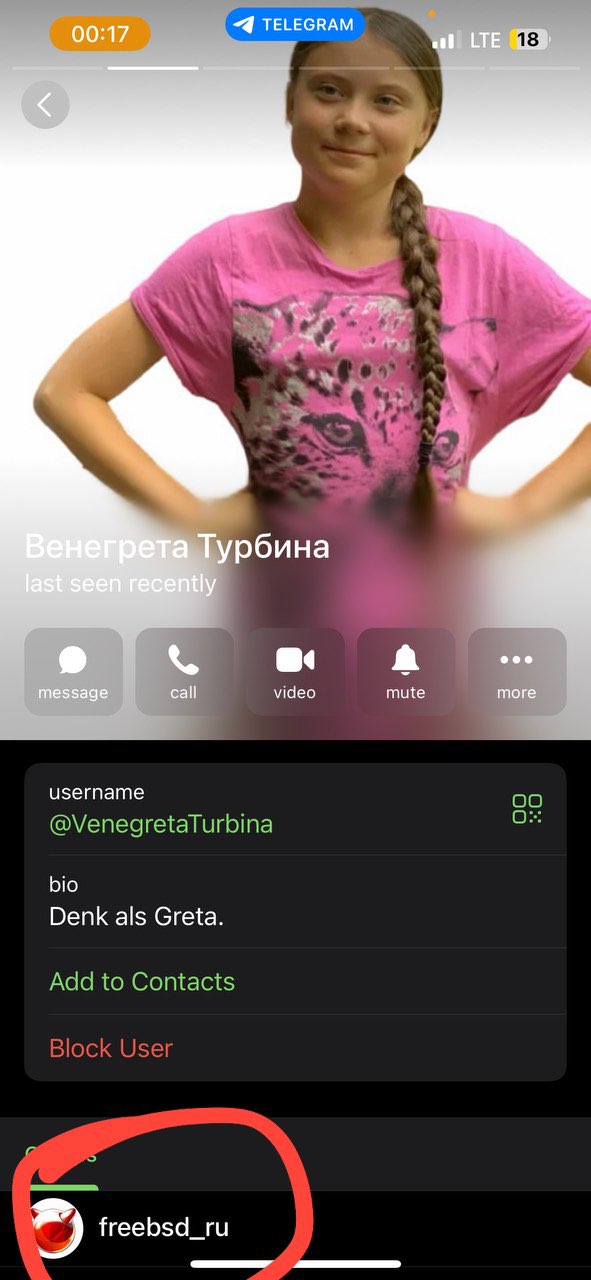 00:17
TELEGRAM
LTE 18
Венегрета Турбина
last seen recently
message call video mute more
username
@VenegretaTurbina
bio
Denk als Greta.
Add to Contacts
Block User
freebsd_ru